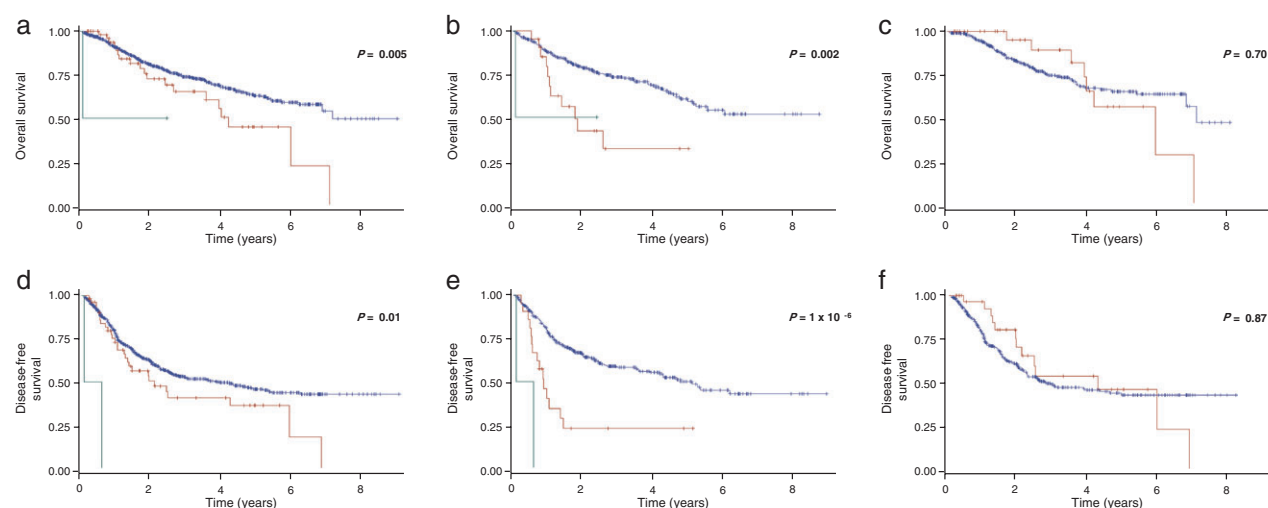 a
P = 0.005
Overall survival
1.00
0.75
0.50
0.25
0.00
0 2 4 6 8
Time (years)
b
P = 0.002
Overall survival
1.00
0.75
0.50
0.25
0.00
0 2 4 6 8
Time (years)
c
P = 0.70
Overall survival
1.00
0.75
0.50
0.25
0.00
0 2 4 6 8
Time (years)
d
P = 0.01
Disease-free
survival
1.00
0.75
0.50
0.25
0.00
0 2 4 6 8
Time (years)
e
P = 1 x 10 -6
Disease-free
survival
1.00
0.75
0.50
0.25
0.00
0 2 4 6 8
Time (years)
f
P = 0.87
Disease-free
survival
1.00
0.75
0.50
0.25
0.00
0 2 4 6 8
Time (years)